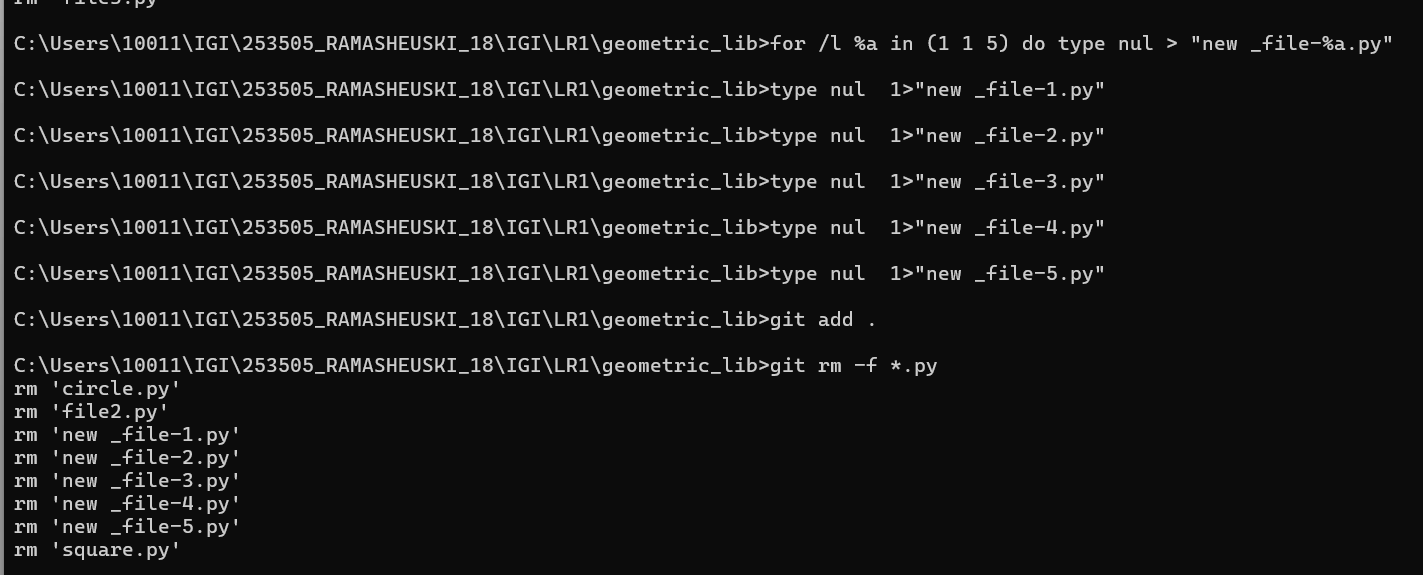 rm 'file3.py'
C:\Users\10011\IGI\253505_RAMASHEUSKI_18\IGI\LR1\geometric_lib>for /l %a in (1 1 5) do type nul > "new _file-%a.py"
C:\Users\10011\IGI\253505_RAMASHEUSKI_18\IGI\LR1\geometric_lib>type nul  1>"new _file-1.py"
C:\Users\10011\IGI\253505_RAMASHEUSKI_18\IGI\LR1\geometric_lib>type nul  1>"new _file-2.py"
C:\Users\10011\IGI\253505_RAMASHEUSKI_18\IGI\LR1\geometric_lib>type nul  1>"new _file-3.py"
C:\Users\10011\IGI\253505_RAMASHEUSKI_18\IGI\LR1\geometric_lib>type nul  1>"new _file-4.py"
C:\Users\10011\IGI\253505_RAMASHEUSKI_18\IGI\LR1\geometric_lib>type nul  1>"new _file-5.py"
C:\Users\10011\IGI\253505_RAMASHEUSKI_18\IGI\LR1\geometric_lib>git add .
C:\Users\10011\IGI\253505_RAMASHEUSKI_18\IGI\LR1\geometric_lib>git rm -f *.py
rm 'circle.py'
rm 'file2.py'
rm 'new _file-1.py'
rm 'new _file-2.py'
rm 'new _file-3.py'
rm 'new _file-4.py'
rm 'new _file-5.py'
rm 'square.py'